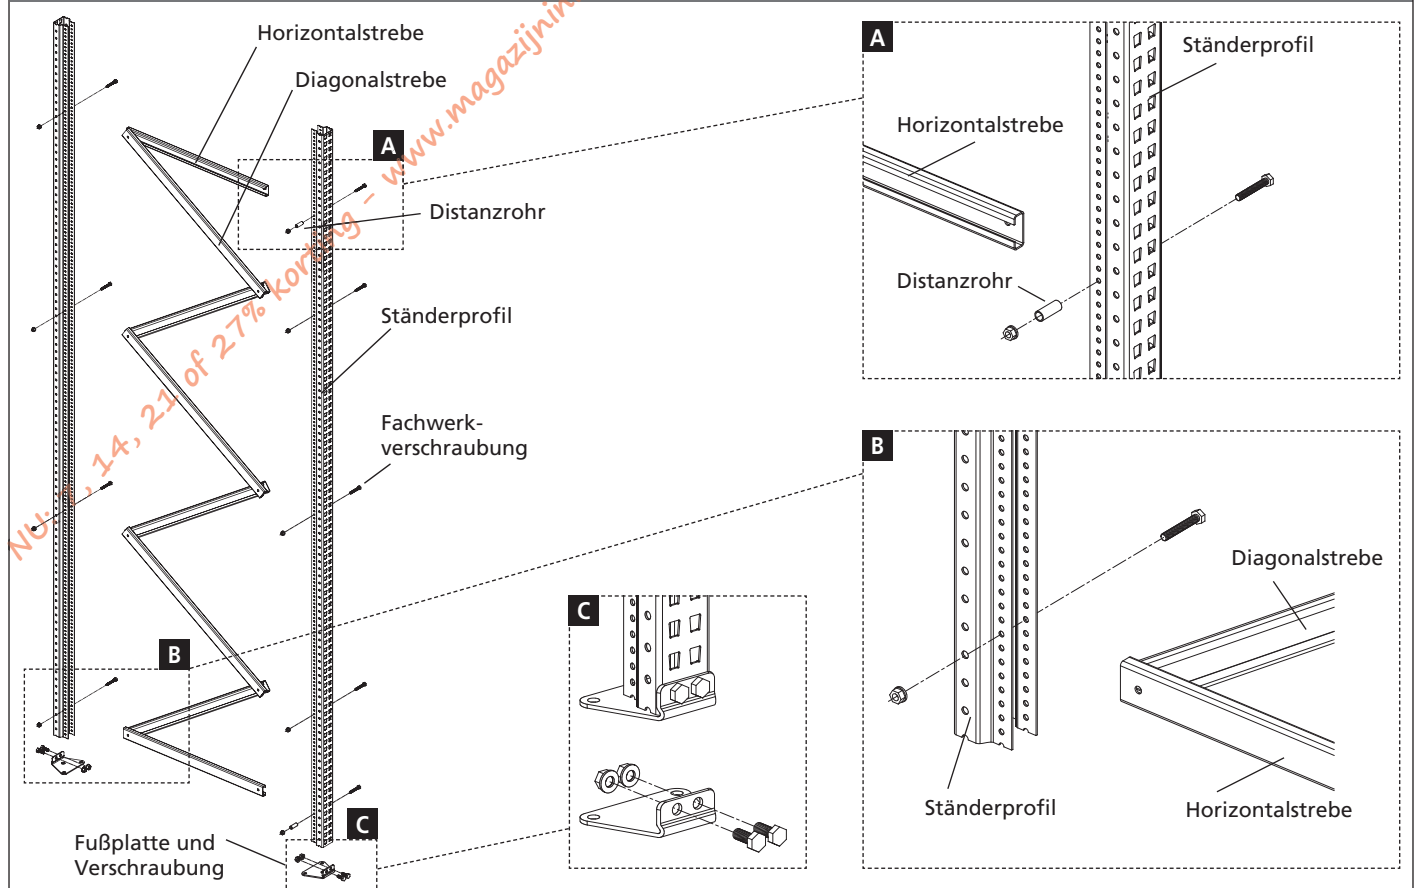 Horizontalstrebe
Diagonalstrebe
A
Distanzrohr
Ständerprofil
Fachwerk-
verschraubung
B
C
Fußplatte und
Verschraubung
A
Ständerprofil
Horizontalstrebe
Distanzrohr
B
Diagonalstrebe
Ständerprofil
Horizontalstrebe
C
14, 21 of 27% korting - www.magazijnin
NU: